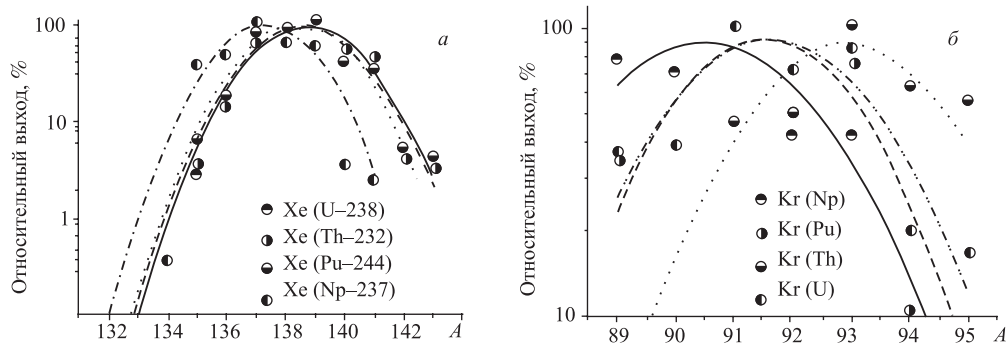 Относительный выход, %
100
10
1
132 134 136 138 140 142 A
а
Xe (U–238)
Xe (Th–232)
Xe (Pu–244)
Xe (Np–237)
Относительный выход, %
100
10
89 90 91 92 93 94 95 A
б
Kr (Np)
Kr (Pu)
Kr (Th)
Kr (U)